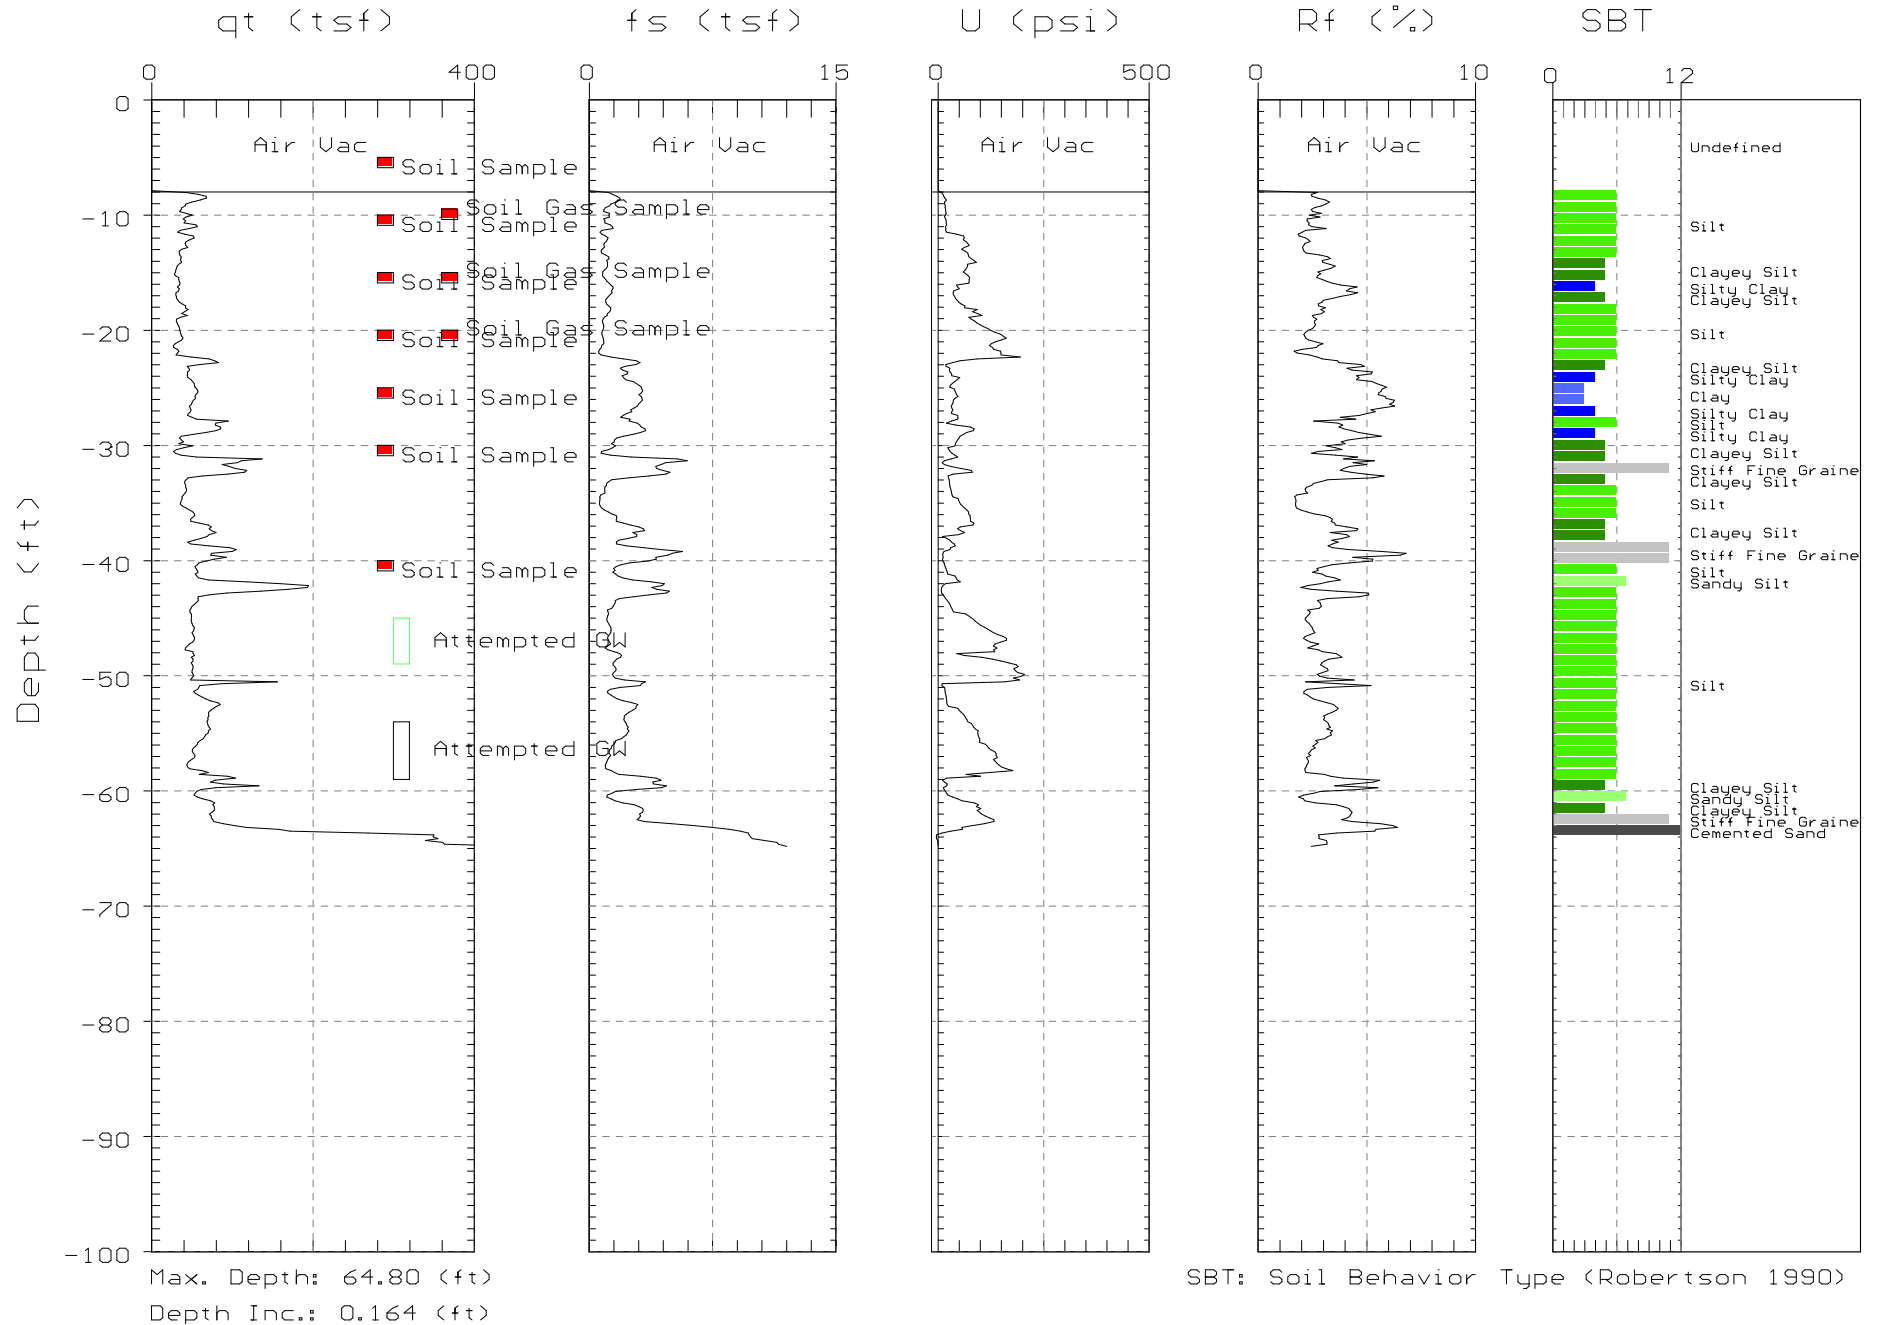 qt (tsf) fs (tsf) U (psi) Rf (%) SBT
0 400 0 15 0 500 0 10 0 12
0
Air Vac Air Vac Air Vac Air Vac Undefined
Soil Sample
Soil Gas Sample
-10
Soil Sample
Silt
Soil Gas Sample
Clayey Silt
Soil Sample
Silty Clay
Clayey Silt
Soil Gas Sample
-20
Soil Sample
Silt
Clayey Silt
Silty Clay
Soil Sample
Clay
Silty Clay
Silt
Silty Clay
-30
Soil Sample
Clayey Silt
Stiff Fine Graine
Clayey Silt
Silt
Clayey Silt
Stiff Fine Graine
-40
Soil Sample
Silt
Sandy Silt
Depth (ft)
Attempted GW
-50
Silt
Attempted GW
-60
Clayey Silt
Sandy Silt
Clayey Silt
Stiff Fine Graine
Cemented Sand
-70
-80
-90
-100
Max. Depth: 64.80 (ft)
SBT: Soil Behavior Type (Robertson 1990)
Depth Inc.: 0.164 (ft)